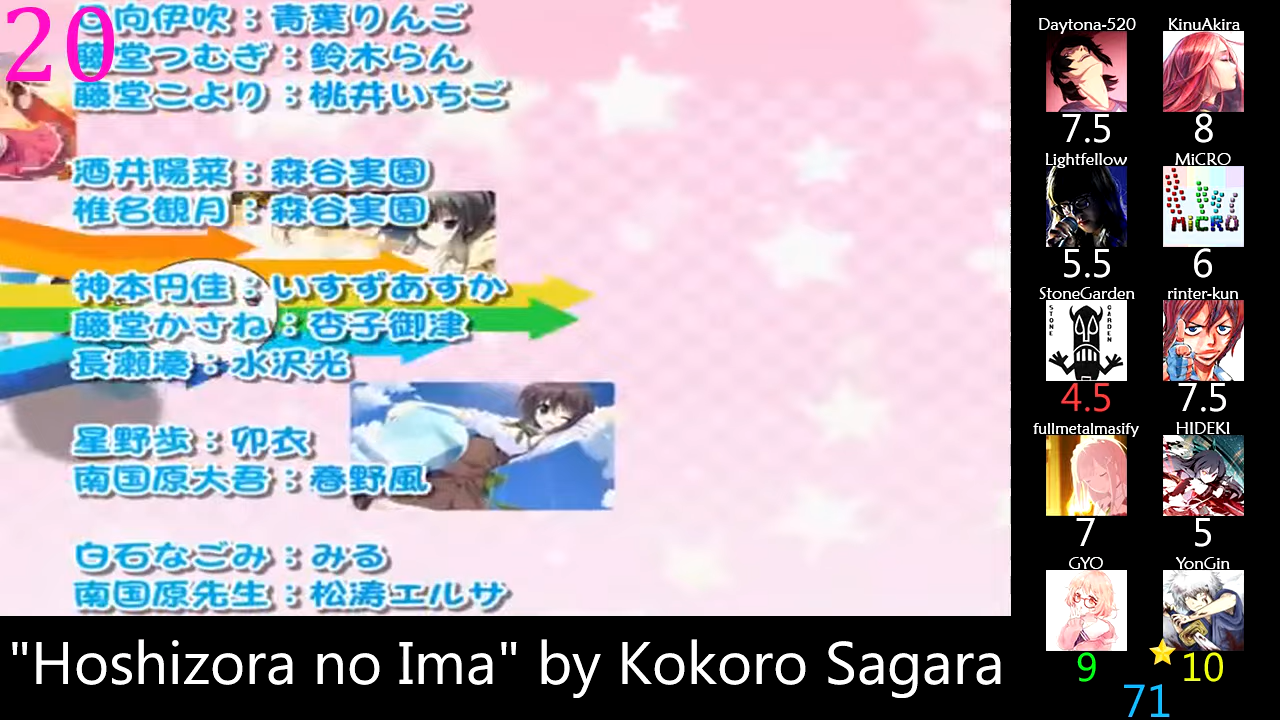 20
日向伊吹：青葉りんご
藤堂つむぎ：鈴木らん
藤堂こより：桃井いちご
酒井陽菜：森谷実園
椎名観月：森谷実園
神本円佳：いすずあすか
藤堂かさね：杏子御津
長瀬湊：水沢光
星野歩：卯衣
南国原大吾：春野風
白石なごみ：みる
南国原先生：松涛エルサ
"Hoshizora no Ima" by Kokoro Sagara
Daytona-520 KinuAkira
7.5 8
Lightfellow MiCRO
MiCRO
5.5 6
StoneGarden rinter-kun
STONE GARDEN
4.5 7.5
fullmetalmasify HIDEKI
7 5
GYO YonGin
9 10
71